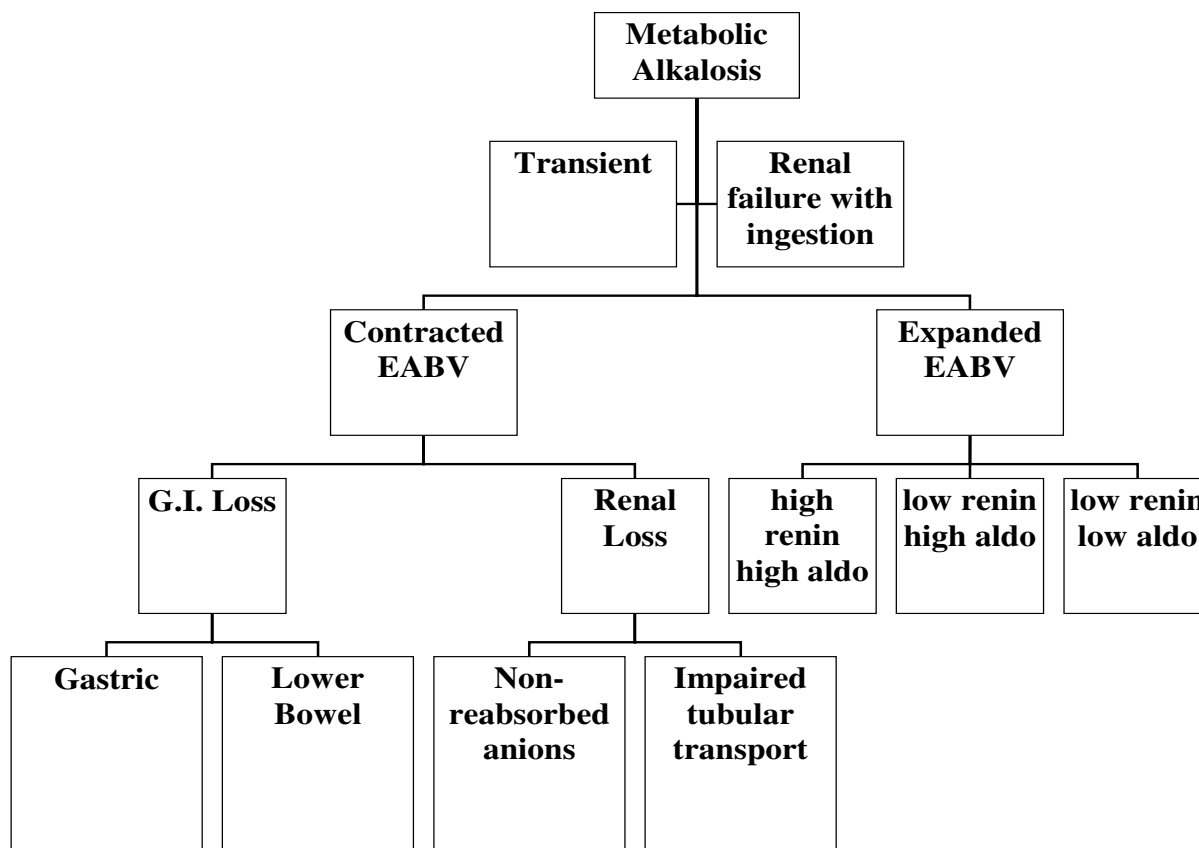 Metabolic
Alkalosis
Transient
Renal
failure with
ingestion
Contracted
EABV
Expanded
EABV
G.I. Loss
Renal
Loss
high
renin
high aldo
low renin
high aldo
low renin
low aldo
Gastric
Lower
Bowel
Non-
reabsorbed
anions
Impaired
tubular
transport